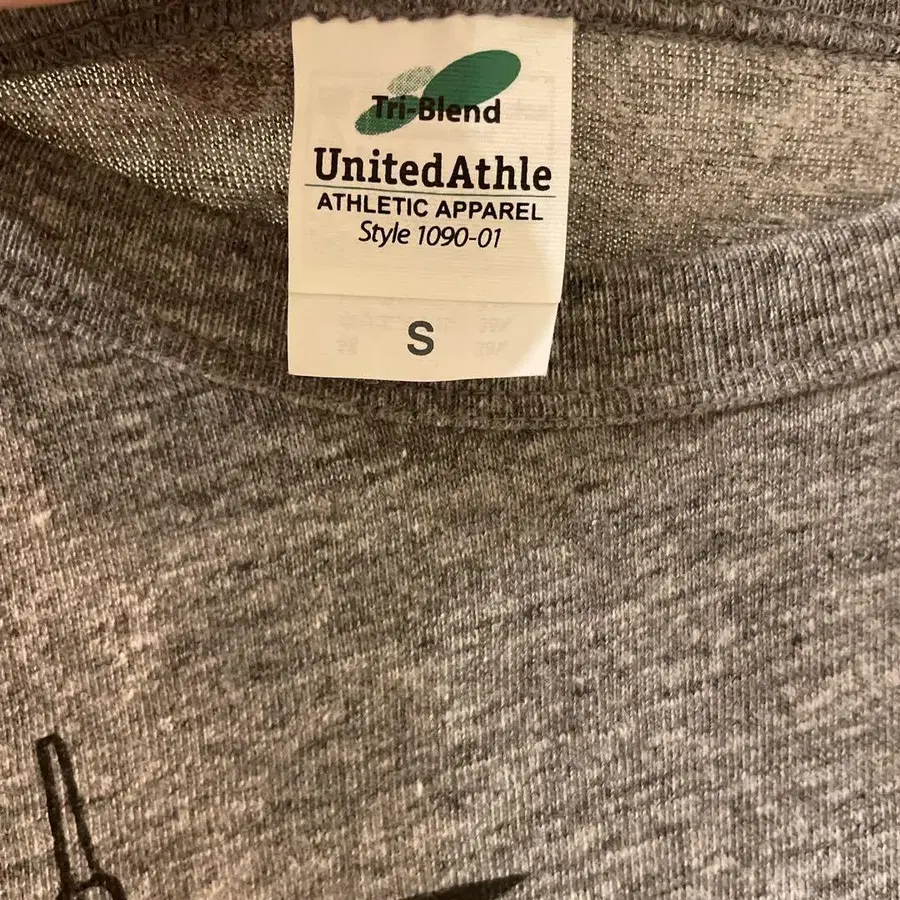 Tri-Blend
UnitedAthle
ATHLETIC APPAREL
Style 1090-01
S